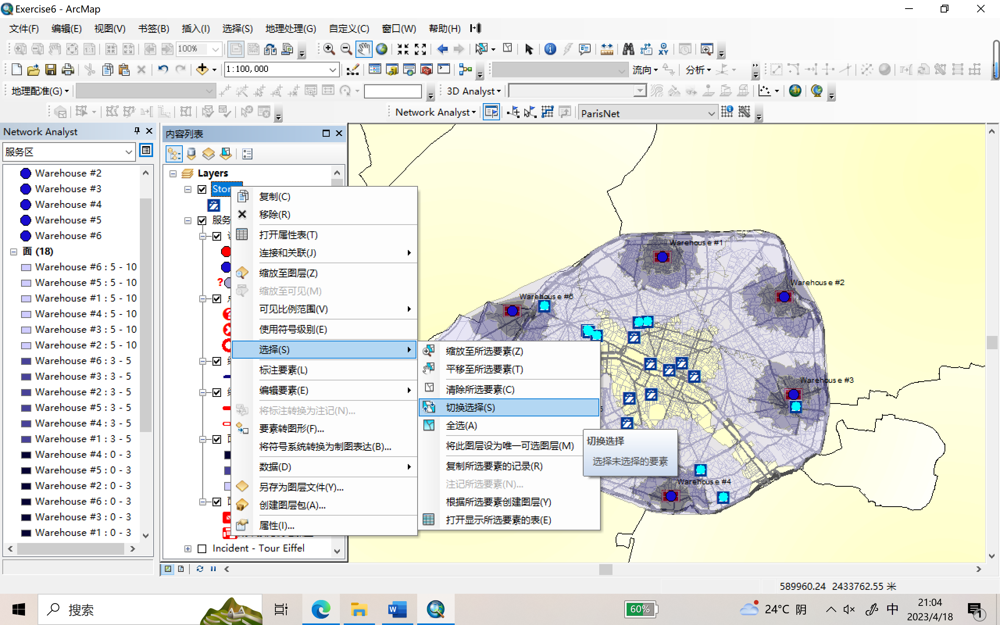 Exercise6 - ArcMap
文件(F) 编辑(E) 视图(V) 书签(B) 插入(I) 选择(S) 地理处理(G) 自定义(C) 窗口(W) 帮助(H)
100%
1:100,000
流向
分析
地理配准(G)
3D Analyst
Network Analyst
ParisNet
Network Analyst
服务区
Warehouse #2
Warehouse #3
Warehouse #4
Warehouse #5
Warehouse #6
面 (18)
Warehouse #6 : 5 - 10
Warehouse #5 : 5 - 10
Warehouse #1 : 5 - 10
Warehouse #4 : 5 - 10
Warehouse #3 : 5 - 10
Warehouse #2 : 5 - 10
Warehouse #6 : 3 - 5
Warehouse #3 : 3 - 5
Warehouse #2 : 3 - 5
Warehouse #5 : 3 - 5
Warehouse #4 : 3 - 5
Warehouse #1 : 3 - 5
Warehouse #4 : 0 - 3
Warehouse #5 : 0 - 3
Warehouse #2 : 0 - 3
Warehouse #6 : 0 - 3
Warehouse #3 : 0 - 3
Warehouse #1 : 0 - 3
内容列表
Layers
Stor
服务
Incident - Tour Eiffel
复制(C)
移除(R)
打开属性表(T)
连接和关联(J)
缩放至图层(Z)
缩放至可见(M)
可见比例范围(V)
使用符号级别(E)
选择(S)
标注要素(L)
编辑要素(E)
将标注转换为注记(N)...
要素转图形(F)...
将符号系统转换为制图表达(B)...
数据(D)
另存为图层文件(Y)...
创建图层包(A)...
属性(I)...
缩放至所选要素(Z)
平移至所选要素(T)
清除所选要素(C)
切换选择(S)
全选(A)
将此图层设为唯一可选图层(M)
复制所选要素的记录(R)
注记所选要素(N)...
根据所选要素创建图层(Y)
打开显示所选要素的表(E)
切换选择
选择未选择的要素
Warehouse #1
Warehouse #2
Warehouse #6
Warehouse #3
Warehouse #4
589960.24 2433762.55 米
搜索
60%
24°C 阴
中
21:04
2023/4/18
1